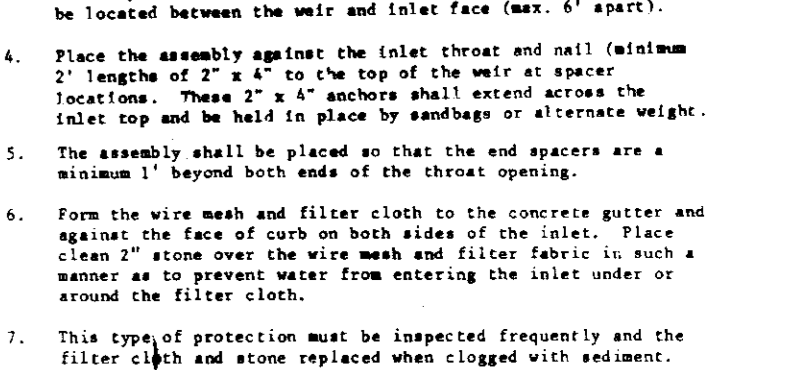 be located between the weir and inlet face (max. 6' apart).
4. Place the assembly against the inlet throat and nail (minimum
2' lengths of 2" x 4" to the top of the weir at spacer
locations. These 2" x 4" anchors shall extend across the
inlet top and be held in place by sandbags or alternate weight.
5. The assembly shall be placed so that the end spacers are a
minimum 1' beyond both ends of the throat opening.
6. Form the wire mesh and filter cloth to the concrete gutter and
against the face of curb on both sides of the inlet. Place
clean 2" stone over the wire mesh and filter fabric in such a
manner as to prevent water from entering the inlet under or
around the filter cloth.
7. This type of protection must be inspected frequently and the
filter cloth and stone replaced when clogged with sediment.